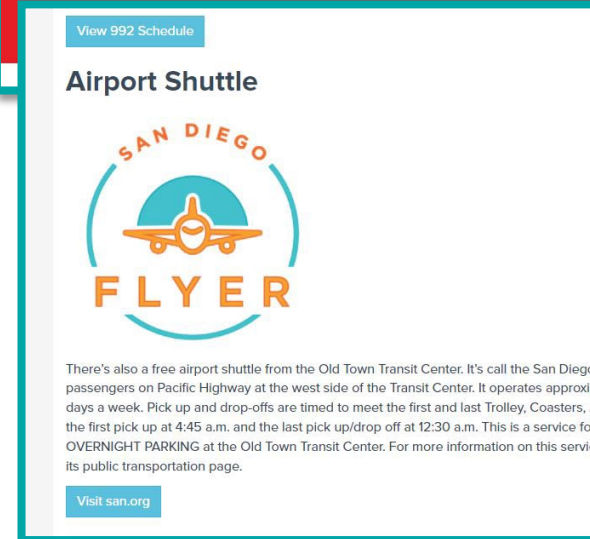 View 992 Schedule
Airport Shuttle
SAN DIEGO
FLYER
There's also a free airport shuttle from the Old Town Transit Center. It's call the San Diego
passengers on Pacific Highway at the west side of the Transit Center. It operates
days a week. Pick up and drop-offs are timed to meet the first and last Trolley, Coasters,
the first pick up at 4:45 a.m. and the last pick up/drop off at 12:30 a.m. This is a service
OVERNIGHT PARKING at the Old Town Transit Center. For more information on this
its public transportation page.
Visit san.org